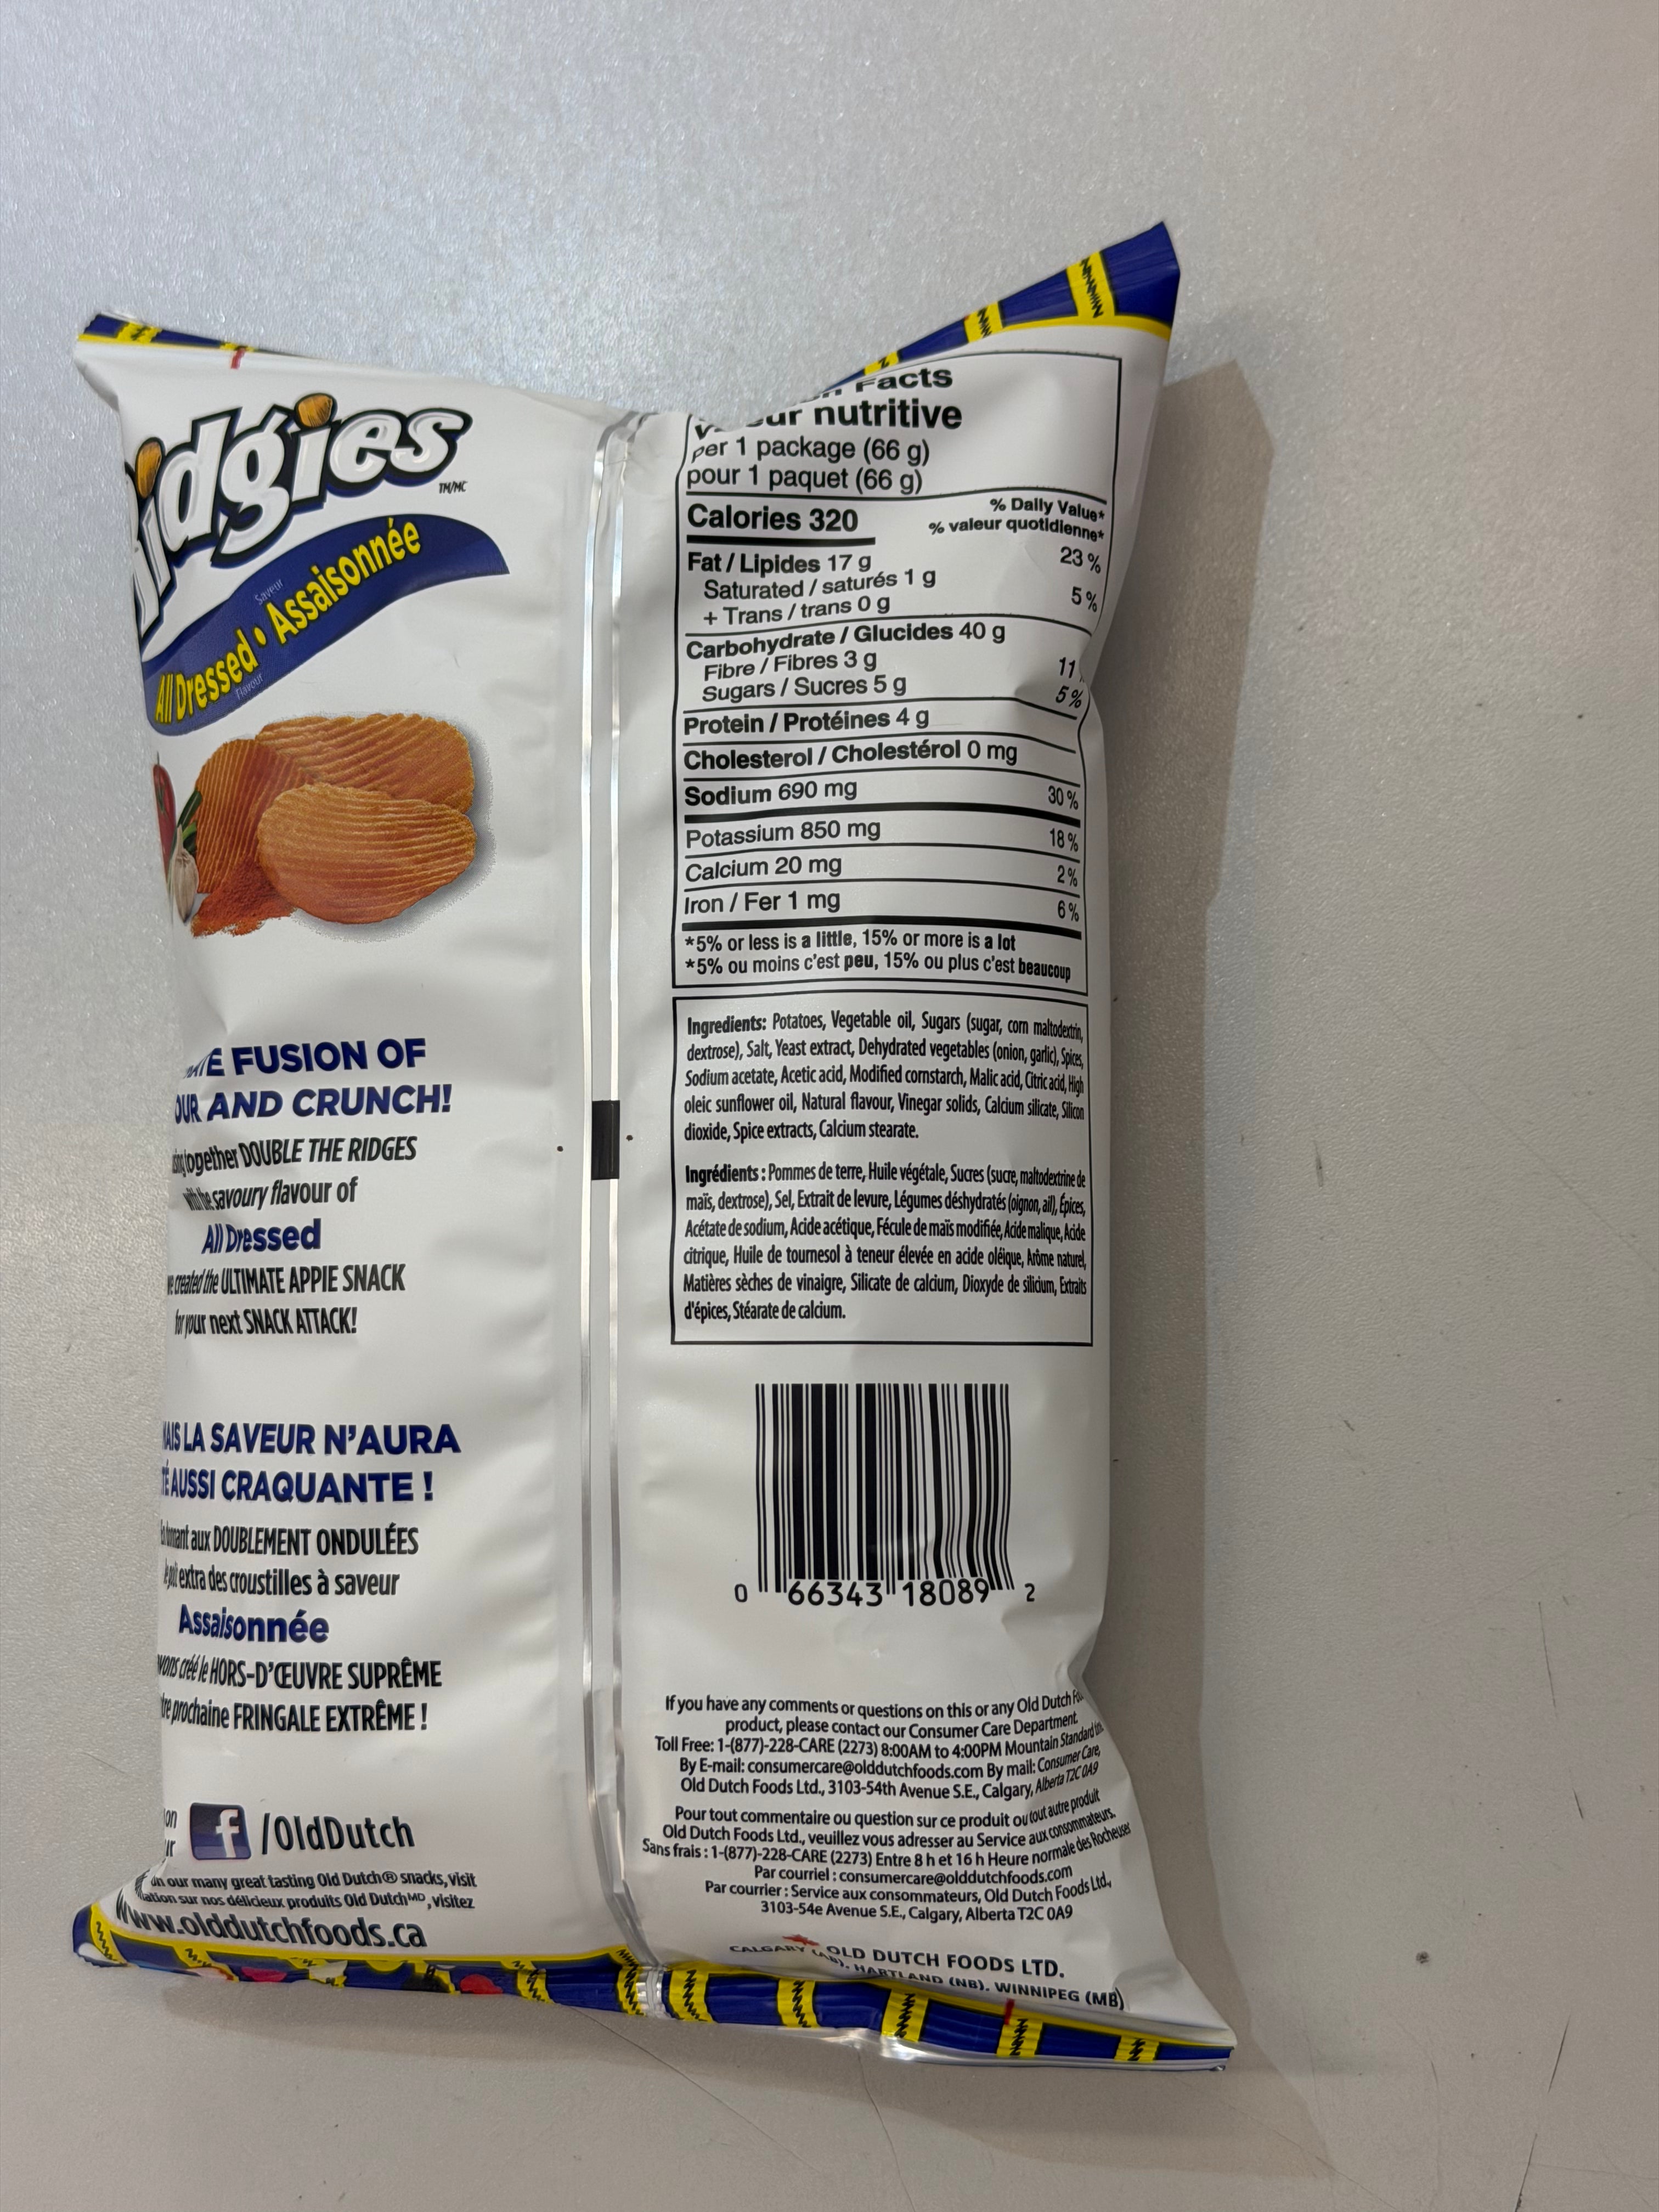 idgies
TM/MC
Saveur
All Dressed • Assaisonnée
Flavour
FUSION OF
OUR AND CRUNCH!
together DOUBLE THE RIDGES
with the savoury flavour of
All Dressed
we created the ULTIMATE APPIE SNACK
for your next SNACK ATTACK!
MAIS LA SAVEUR N'AURA
AUSSI CRAQUANTE !
aux DOUBLEMENT ONDULÉES
extra des croustilles à saveur
Assaisonnée
créé le HORS-D'ŒUVRE SUPRÊME
prochaine FRINGALE EXTRÊME !
on
ur
f /OldDutch
on our many great tasting Old Dutch® snacks, visit
sur nos délicieux produits Old Dutch MD, visitez
www.olddutchfoods.ca
Facts
nutritive
per 1 package (66 g)
pour 1 paquet (66 g)
% Daily Value*
Calories 320 % valeur quotidienne*
Fat / Lipides 17 g 23 %
Saturated / saturés 1 g 5 %
+ Trans / trans 0 g
Carbohydrate / Glucides 40 g
Fibre / Fibres 3 g 11
Sugars / Sucres 5 g 5 %
Protein / Protéines 4 g
Cholesterol / Cholestérol 0 mg
Sodium 690 mg 30 %
Potassium 850 mg 18 %
Calcium 20 mg 2 %
Iron / Fer 1 mg 6 %
*5% or less is a little, 15% or more is a lot
*5% ou moins c'est peu, 15% ou plus c'est beaucoup
Ingredients: Potatoes, Vegetable oil, Sugars (sugar, corn maltodextrin,
dextrose), Salt, Yeast extract, Dehydrated vegetables (onion, garlic), Spices,
Sodium acetate, Acetic acid, Modified cornstarch, Malic acid, Citric acid, High
oleic sunflower oil, Natural flavour, Vinegar solids, Calcium silicate, Silicon
dioxide, Spice extracts, Calcium stearate.
Ingrédients : Pommes de terre, Huile végétale, Sucres (sucre, maltodextrine de
maïs, dextrose), Sel, Extrait de levure, Légumes déshydratés (oignon, ail), Épices,
Acétate de sodium, Acide acétique, Fécule de maïs modifiée, Acide malique, Acide
citrique, Huile de tournesol à teneur élevée en acide oléique, Arôme naturel,
Matières sèches de vinaigre, Silicate de calcium, Dioxyde de silicium, Extraits
d'épices, Stéarate de calcium.
0 66343 18089 2
If you have any comments or questions on this or any Old Dutch
product, please contact our Consumer Care Department.
Toll Free: 1-(877)-228-CARE (2273) 8:00AM to 4:00PM Mountain Standard
By E-mail: consumercare@olddutchfoods.com By mail: Consumer Care,
Old Dutch Foods Ltd., 3103-54th Avenue S.E., Calgary, Alberta T2C 0A9
Pour tout commentaire ou question sur ce produit ou tout autre produit
Old Dutch Foods Ltd., veuillez vous adresser au Service aux consommateurs.
Sans frais : 1-(877)-228-CARE (2273) Entre 8 h et 16 h Heure normale des Rocheuses
Par courriel : consumercare@olddutchfoods.com
Par courrier : Service aux consommateurs, Old Dutch Foods Ltd.,
3103-54e Avenue S.E., Calgary, Alberta T2C 0A9
OLD DUTCH FOODS LTD.
CALGARY (AB), HARTLAND (NB), WINNIPEG (MB)